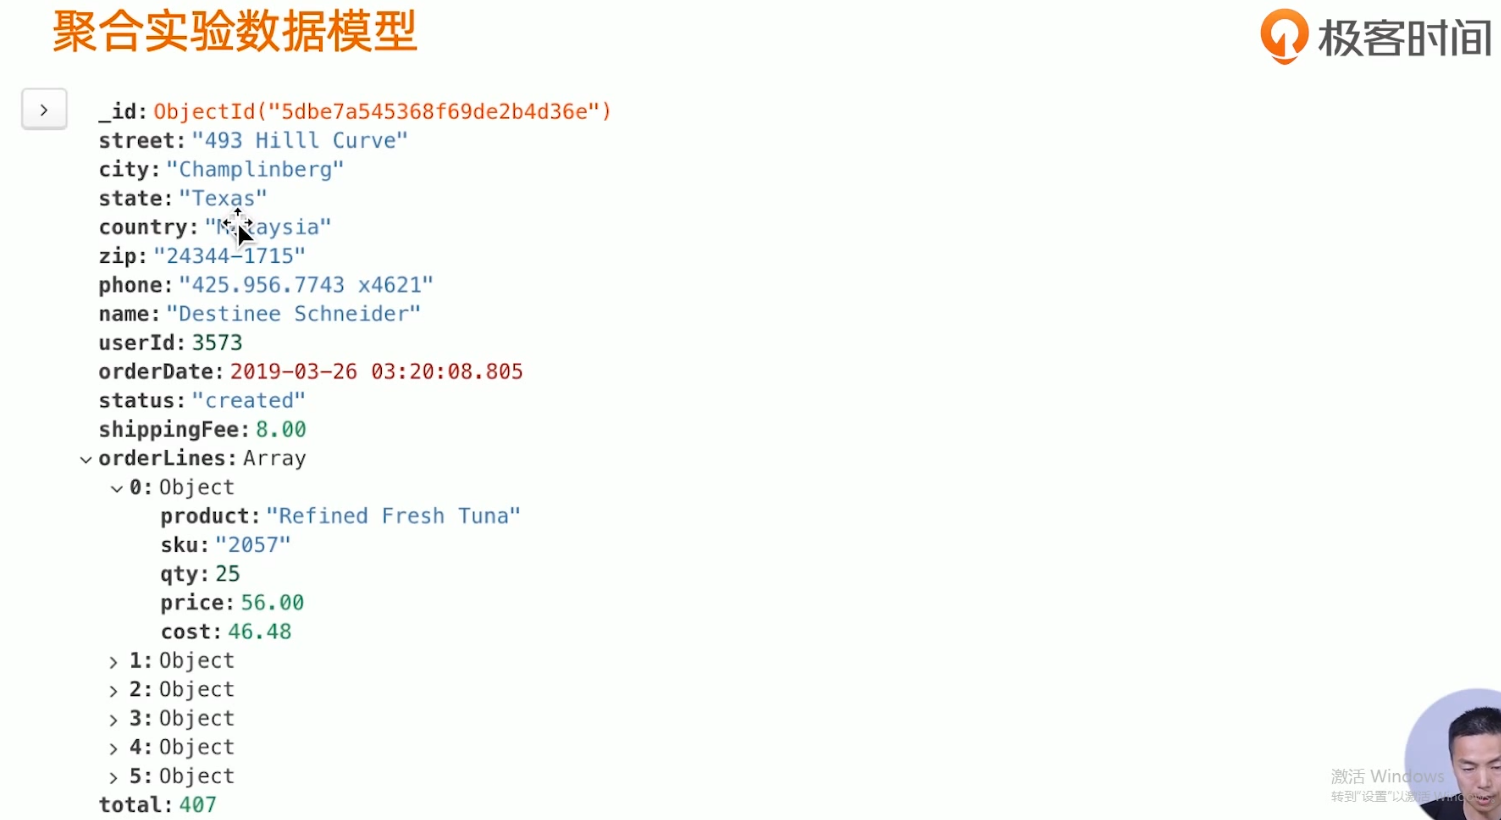 聚合实验数据模型
极客时间
_id: ObjectId("5dbe7a545368f69de2b4d36e")
street: "493 Hilll Curve"
city: "Champlinberg"
state: "Texas"
country: "Malaysia"
zip: "24344-1715"
phone: "425.956.7743 x4621"
name: "Destinee Schneider"
userId: 3573
orderDate: 2019-03-26 03:20:08.805
status: "created"
shippingFee: 8.00
orderLines: Array
0: Object
product: "Refined Fresh Tuna"
sku: "2057"
qty: 25
price: 56.00
cost: 46.48
1: Object
2: Object
3: Object
4: Object
5: Object
total: 407
激活 Windows
转到"设置"以激活 Windows